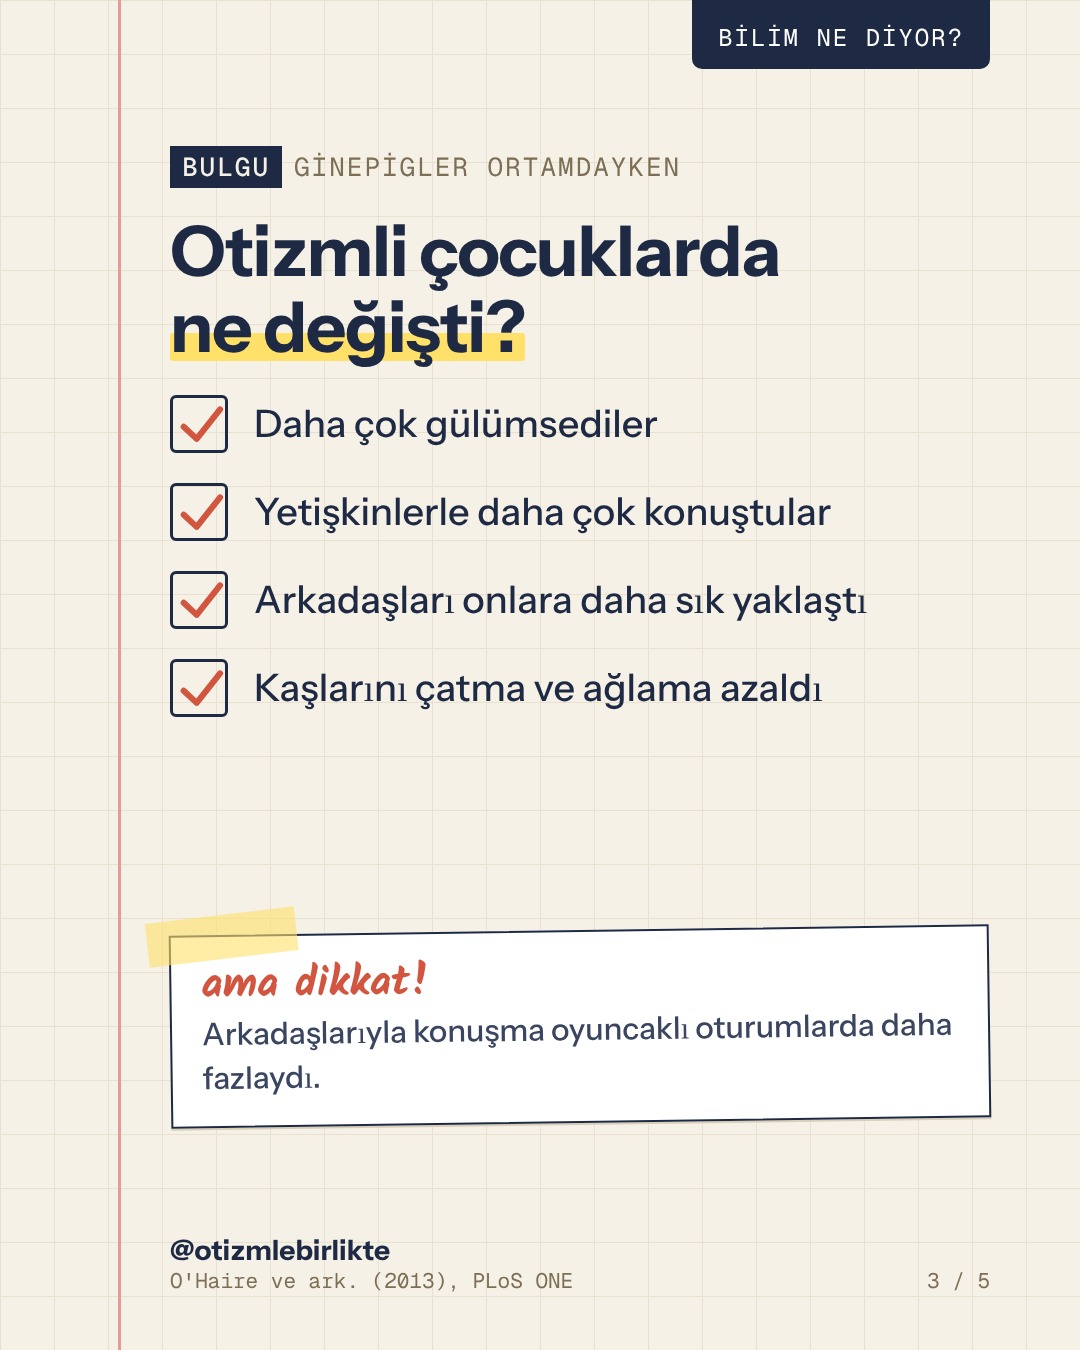 BİLİM NE DİYOR?
BULGU GİNEPİGLER ORTAMDAYKEN
Otizmli çocuklarda
ne değişti?
Daha çok gülümsediler
Yetişkinlerle daha çok konuştular
Arkadaşları onlara daha sık yaklaştı
Kaşlarını çatma ve ağlama azaldı
ama dikkat!
Arkadaşlarıyla konuşma oyuncaklı oturumlarda daha
fazlaydı.
@otizmlebirlikte
O'Haire ve ark. (2013), PLoS ONE
3 / 5